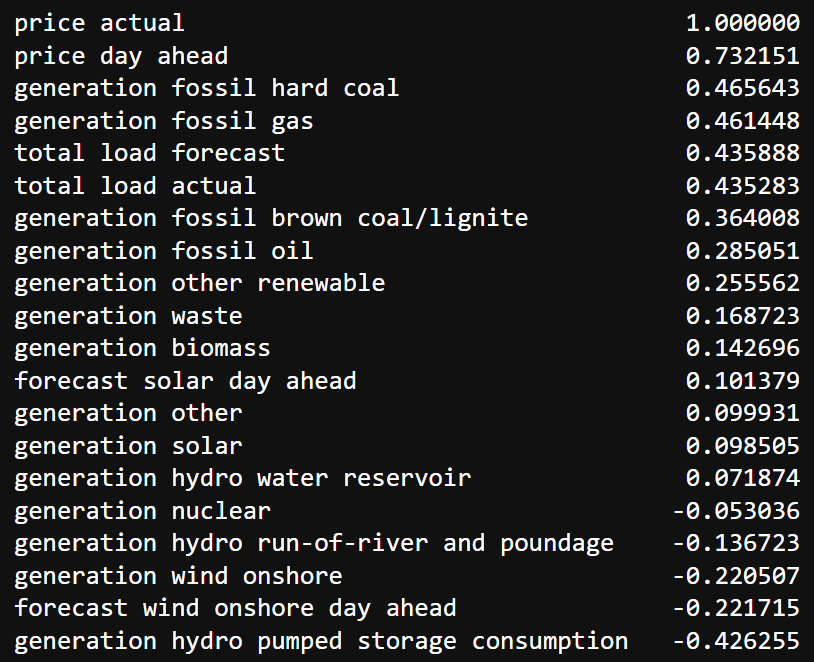 price actual 1.000000
price day ahead 0.732151
generation fossil hard coal 0.465643
generation fossil gas 0.461448
total load forecast 0.435888
total load actual 0.435283
generation fossil brown coal/lignite 0.364008
generation fossil oil 0.285051
generation other renewable 0.255562
generation waste 0.168723
generation biomass 0.142696
forecast solar day ahead 0.101379
generation other 0.099931
generation solar 0.098505
generation hydro water reservoir 0.071874
generation nuclear -0.053036
generation hydro run-of-river and poundage -0.136723
generation wind onshore -0.220507
forecast wind onshore day ahead -0.221715
generation hydro pumped storage consumption -0.426255